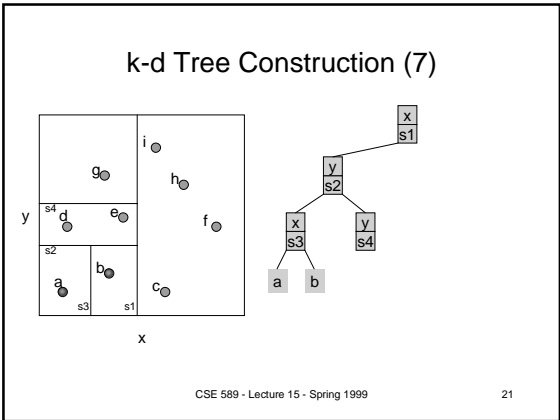 k-d Tree Construction (7)
x
s1
i
y
s2
g
h
s4
d
e
f
y
x
s3
y
s4
s2
b
a
c
a
b
s3
s1
x
CSE 589 - Lecture 15 - Spring 1999
21